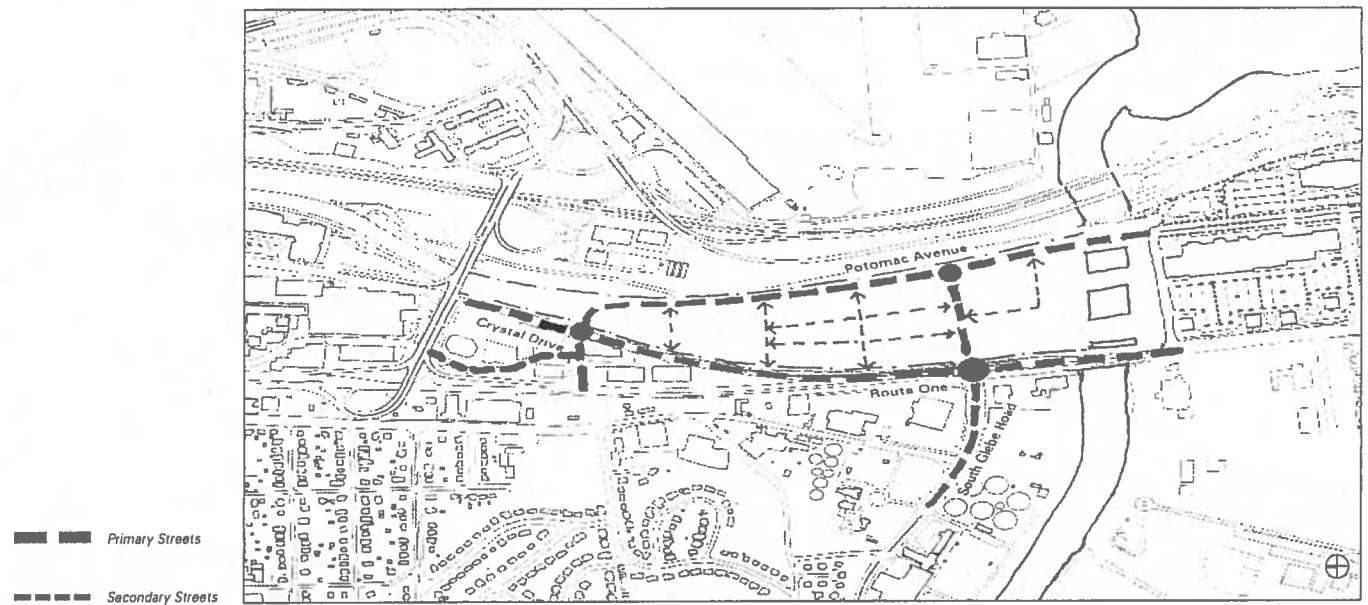 Potomac Avenue
Crystal Drive
Route One
South Glebe Road
Primary Streets
Secondary Streets